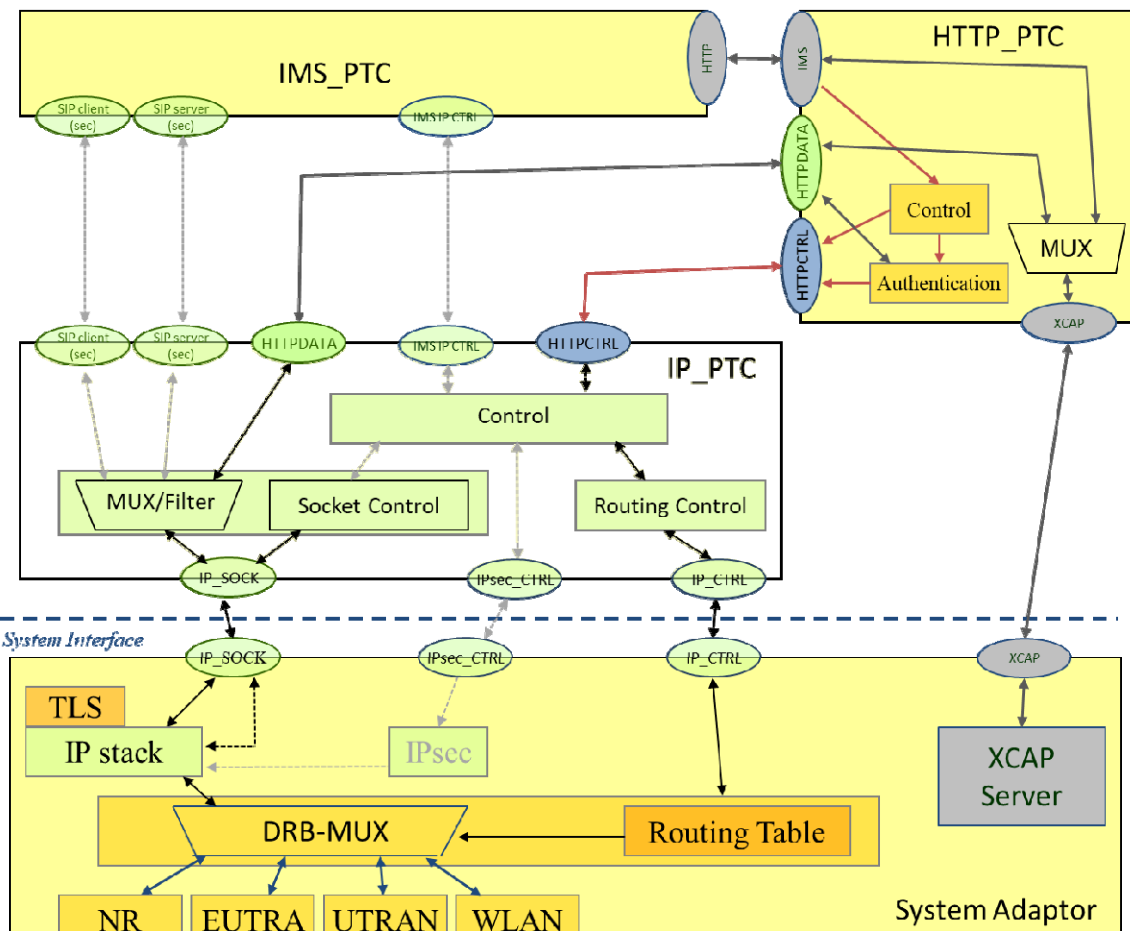 IMS_PTC
HTTP
IMS
HTTP_PTC
SIP client
(sec)
SIP server
(sec)
IMS IP CTRL
HTTPDATA
Control
MUX
HTTPCTRL
Authentication
XCAP
SIP client
(sec)
SIP server
(sec)
HTTPDATA
IMS IP CTRL
HTTPCTRL
IP_PTC
Control
MUX/Filter
Socket Control
Routing Control
IP_SOCK
IPsec_CTRL
IP_CTRL
System Interface
IP_SOCK
IPsec_CTRL
IP_CTRL
XCAP
TLS
IP stack
IPsec
XCAP
Server
DRB-MUX
Routing Table
NR
EUTRA
UTRAN
WLAN
System Adaptor